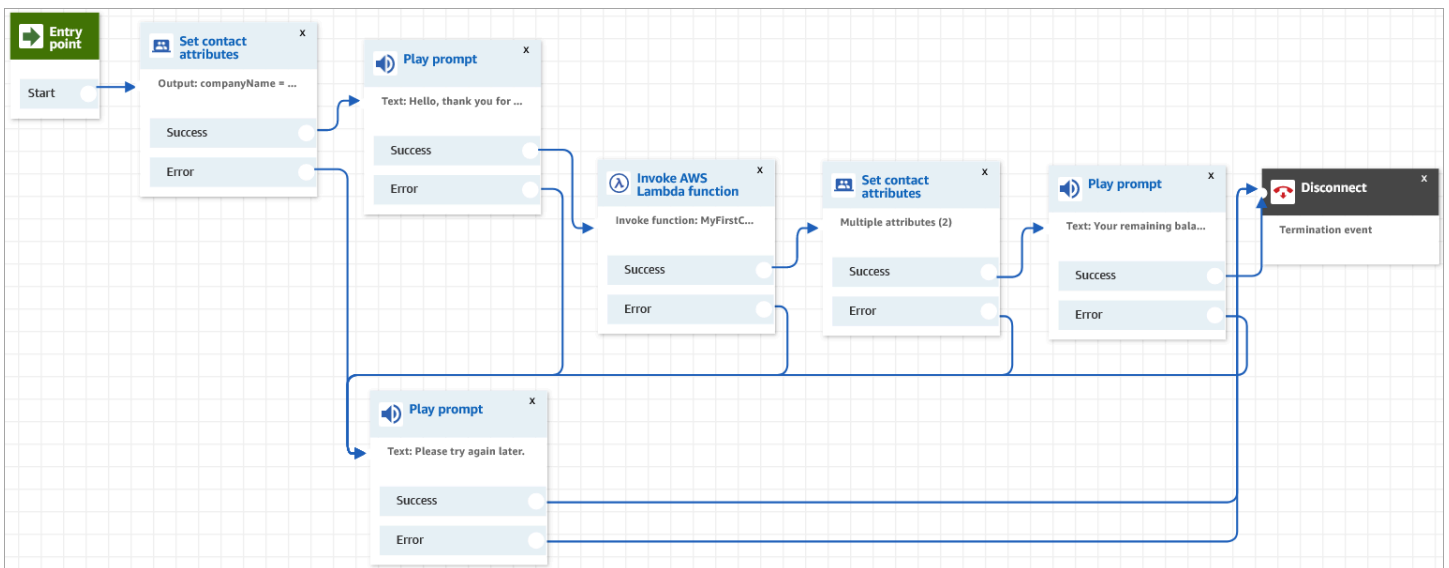 Entry
point
Start
Set contact
attributes
x
Output: companyName = ...
Success
Error
Play prompt
x
Text: Hello, thank you for ...
Success
Error
Invoke AWS
Lambda function
x
Invoke function: MyFirstC...
Success
Error
Set contact
attributes
x
Multiple attributes (2)
Success
Error
Play prompt
x
Text: Your remaining bala...
Success
Error
Disconnect
x
Termination event
Play prompt
x
Text: Please try again later.
Success
Error